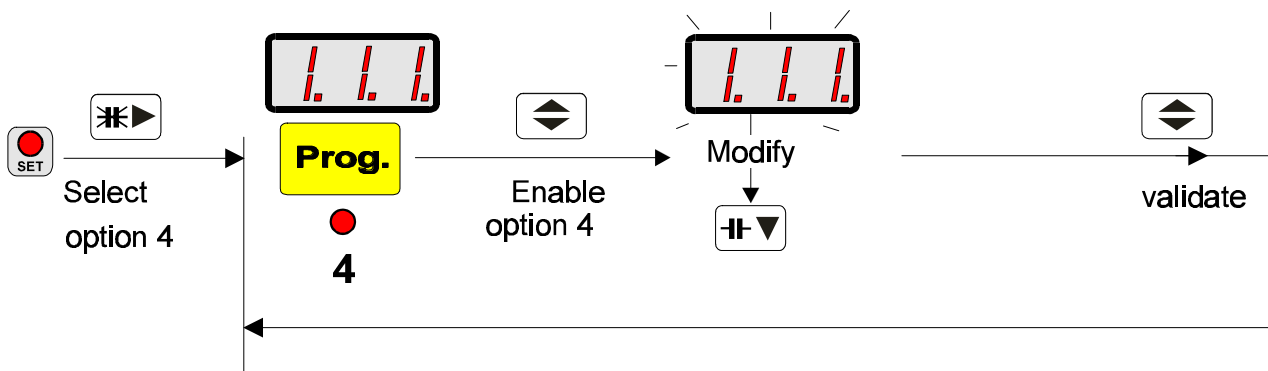 1.1.1.
1.1.1.
SET
Prog.
Modify
Select
option 4
Enable
option 4
validate
4